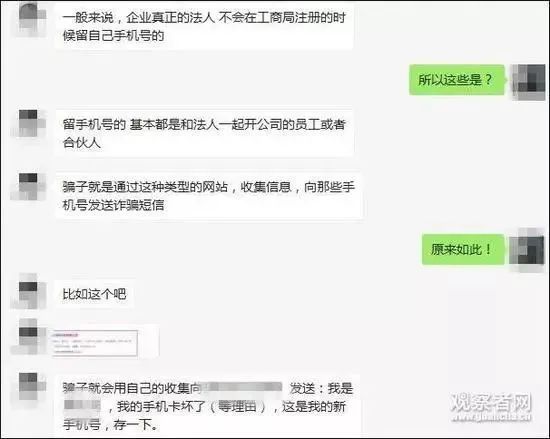 一般来说，企业真正的法人 不会在工商局注册的时
候留自己手机号的
所以这些是？
留手机号的 基本都是和法人一起开公司的员工或者
合伙人
骗子就是通过这种类型的网站，收集信息，向那些手
机号发送诈骗短信
原来如此！
比如这个吧
骗子就会用自己的收集向 发送：我是
，我的手机卡坏了（等理由），这是我的新
手机号，存一下。
观察者网
www.guancha.cn